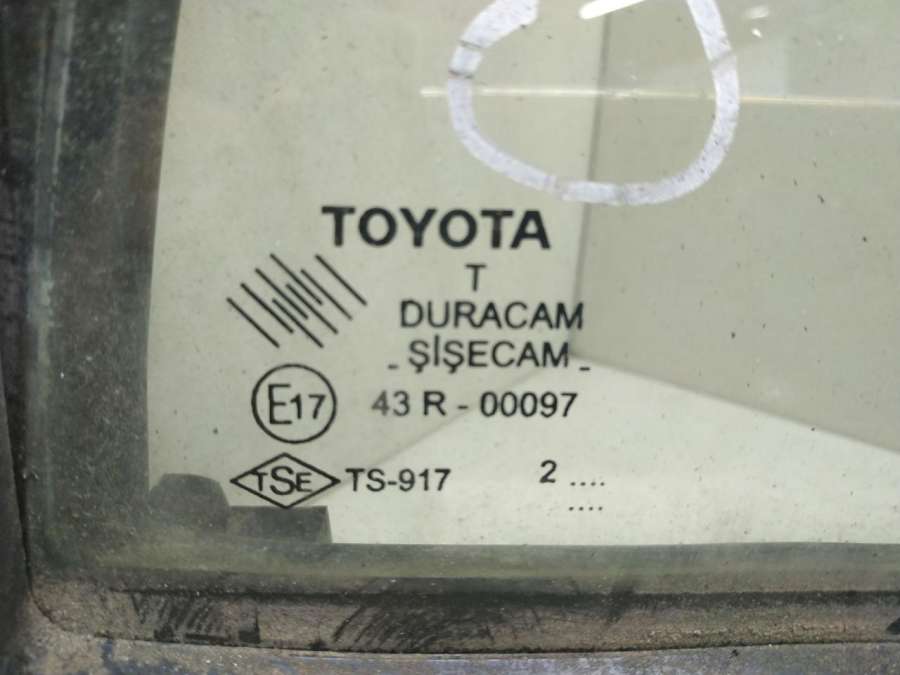 TOYOTA
T
DURACAM
- ŞİŞECAM -
E17 43 R - 00097
TSE TS-917 2 ....
....